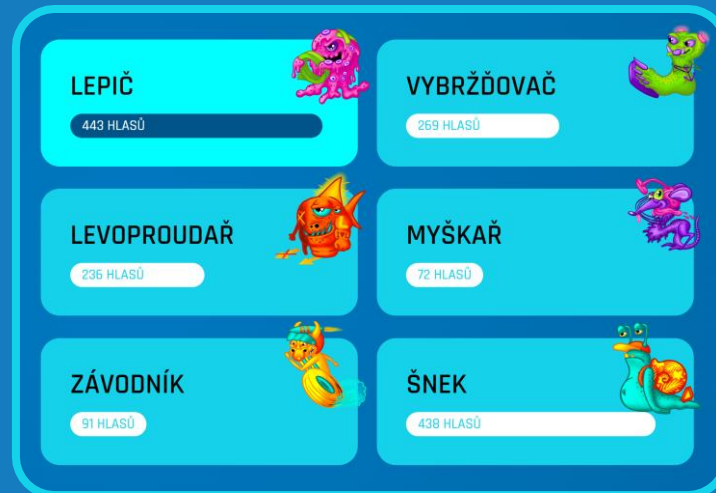 LEPIČ
443 HLASŮ
VYBRŽĎOVAČ
269 HLASŮ
LEVOPROUDAŘ
236 HLASŮ
MYŠKAŘ
72 HLASŮ
ZÁVODNÍK
91 HLASŮ
ŠNEK
438 HLASŮ